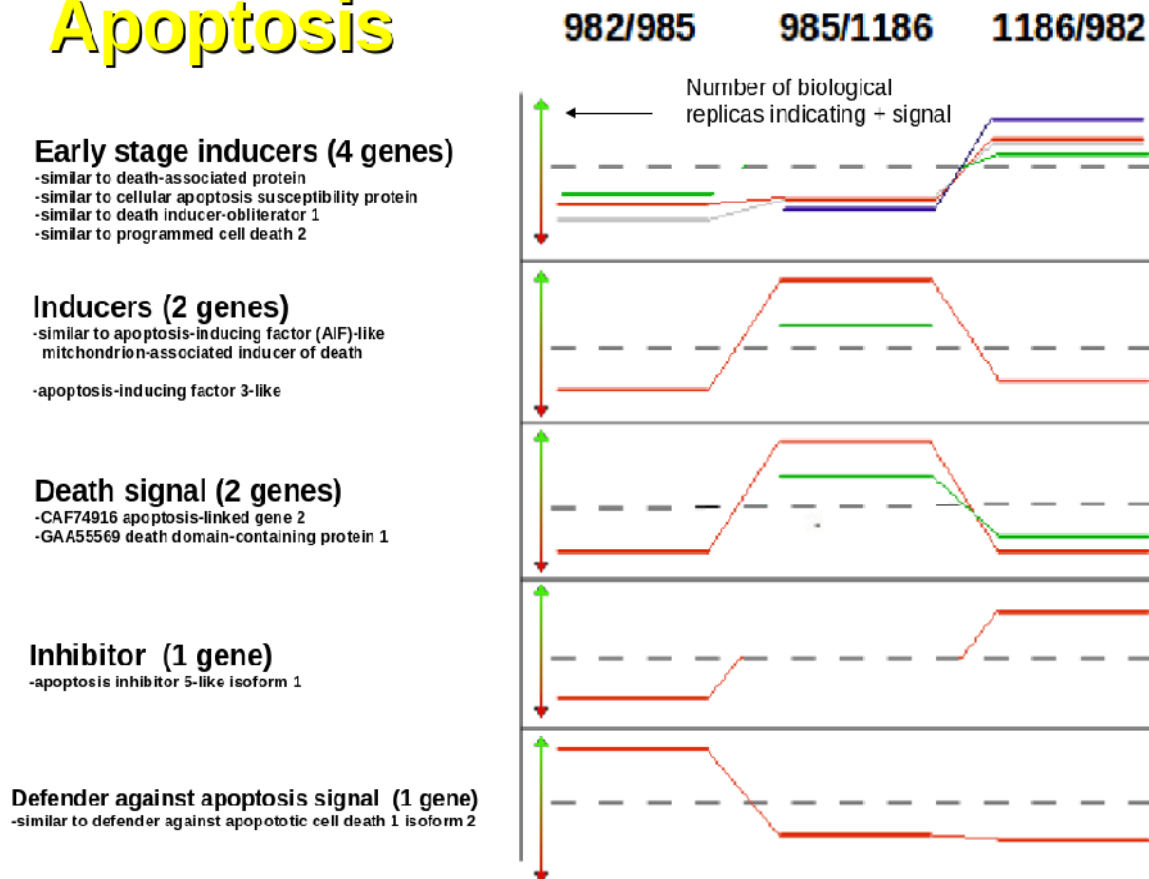 Apoptosis
982/985 985/1186 1186/982
Number of biological
replicas indicating + signal
Early stage inducers (4 genes)
-similar to death-associated protein
-similar to cellular apoptosis susceptibility protein
-similar to death inducer-obliterator 1
-similar to programmed cell death 2
Inducers (2 genes)
-similar to apoptosis-inducing factor (AIF)-like
mitchondrion-associated inducer of death
-apoptosis-inducing factor 3-like
Death signal (2 genes)
-CAF74916 apoptosis-linked gene 2
-GAA55569 death domain-containing protein 1
Inhibitor (1 gene)
-apoptosis inhibitor 5-like isoform 1
Defender against apoptosis signal (1 gene)
-similar to defender against apopototic cell death 1 isoform 2